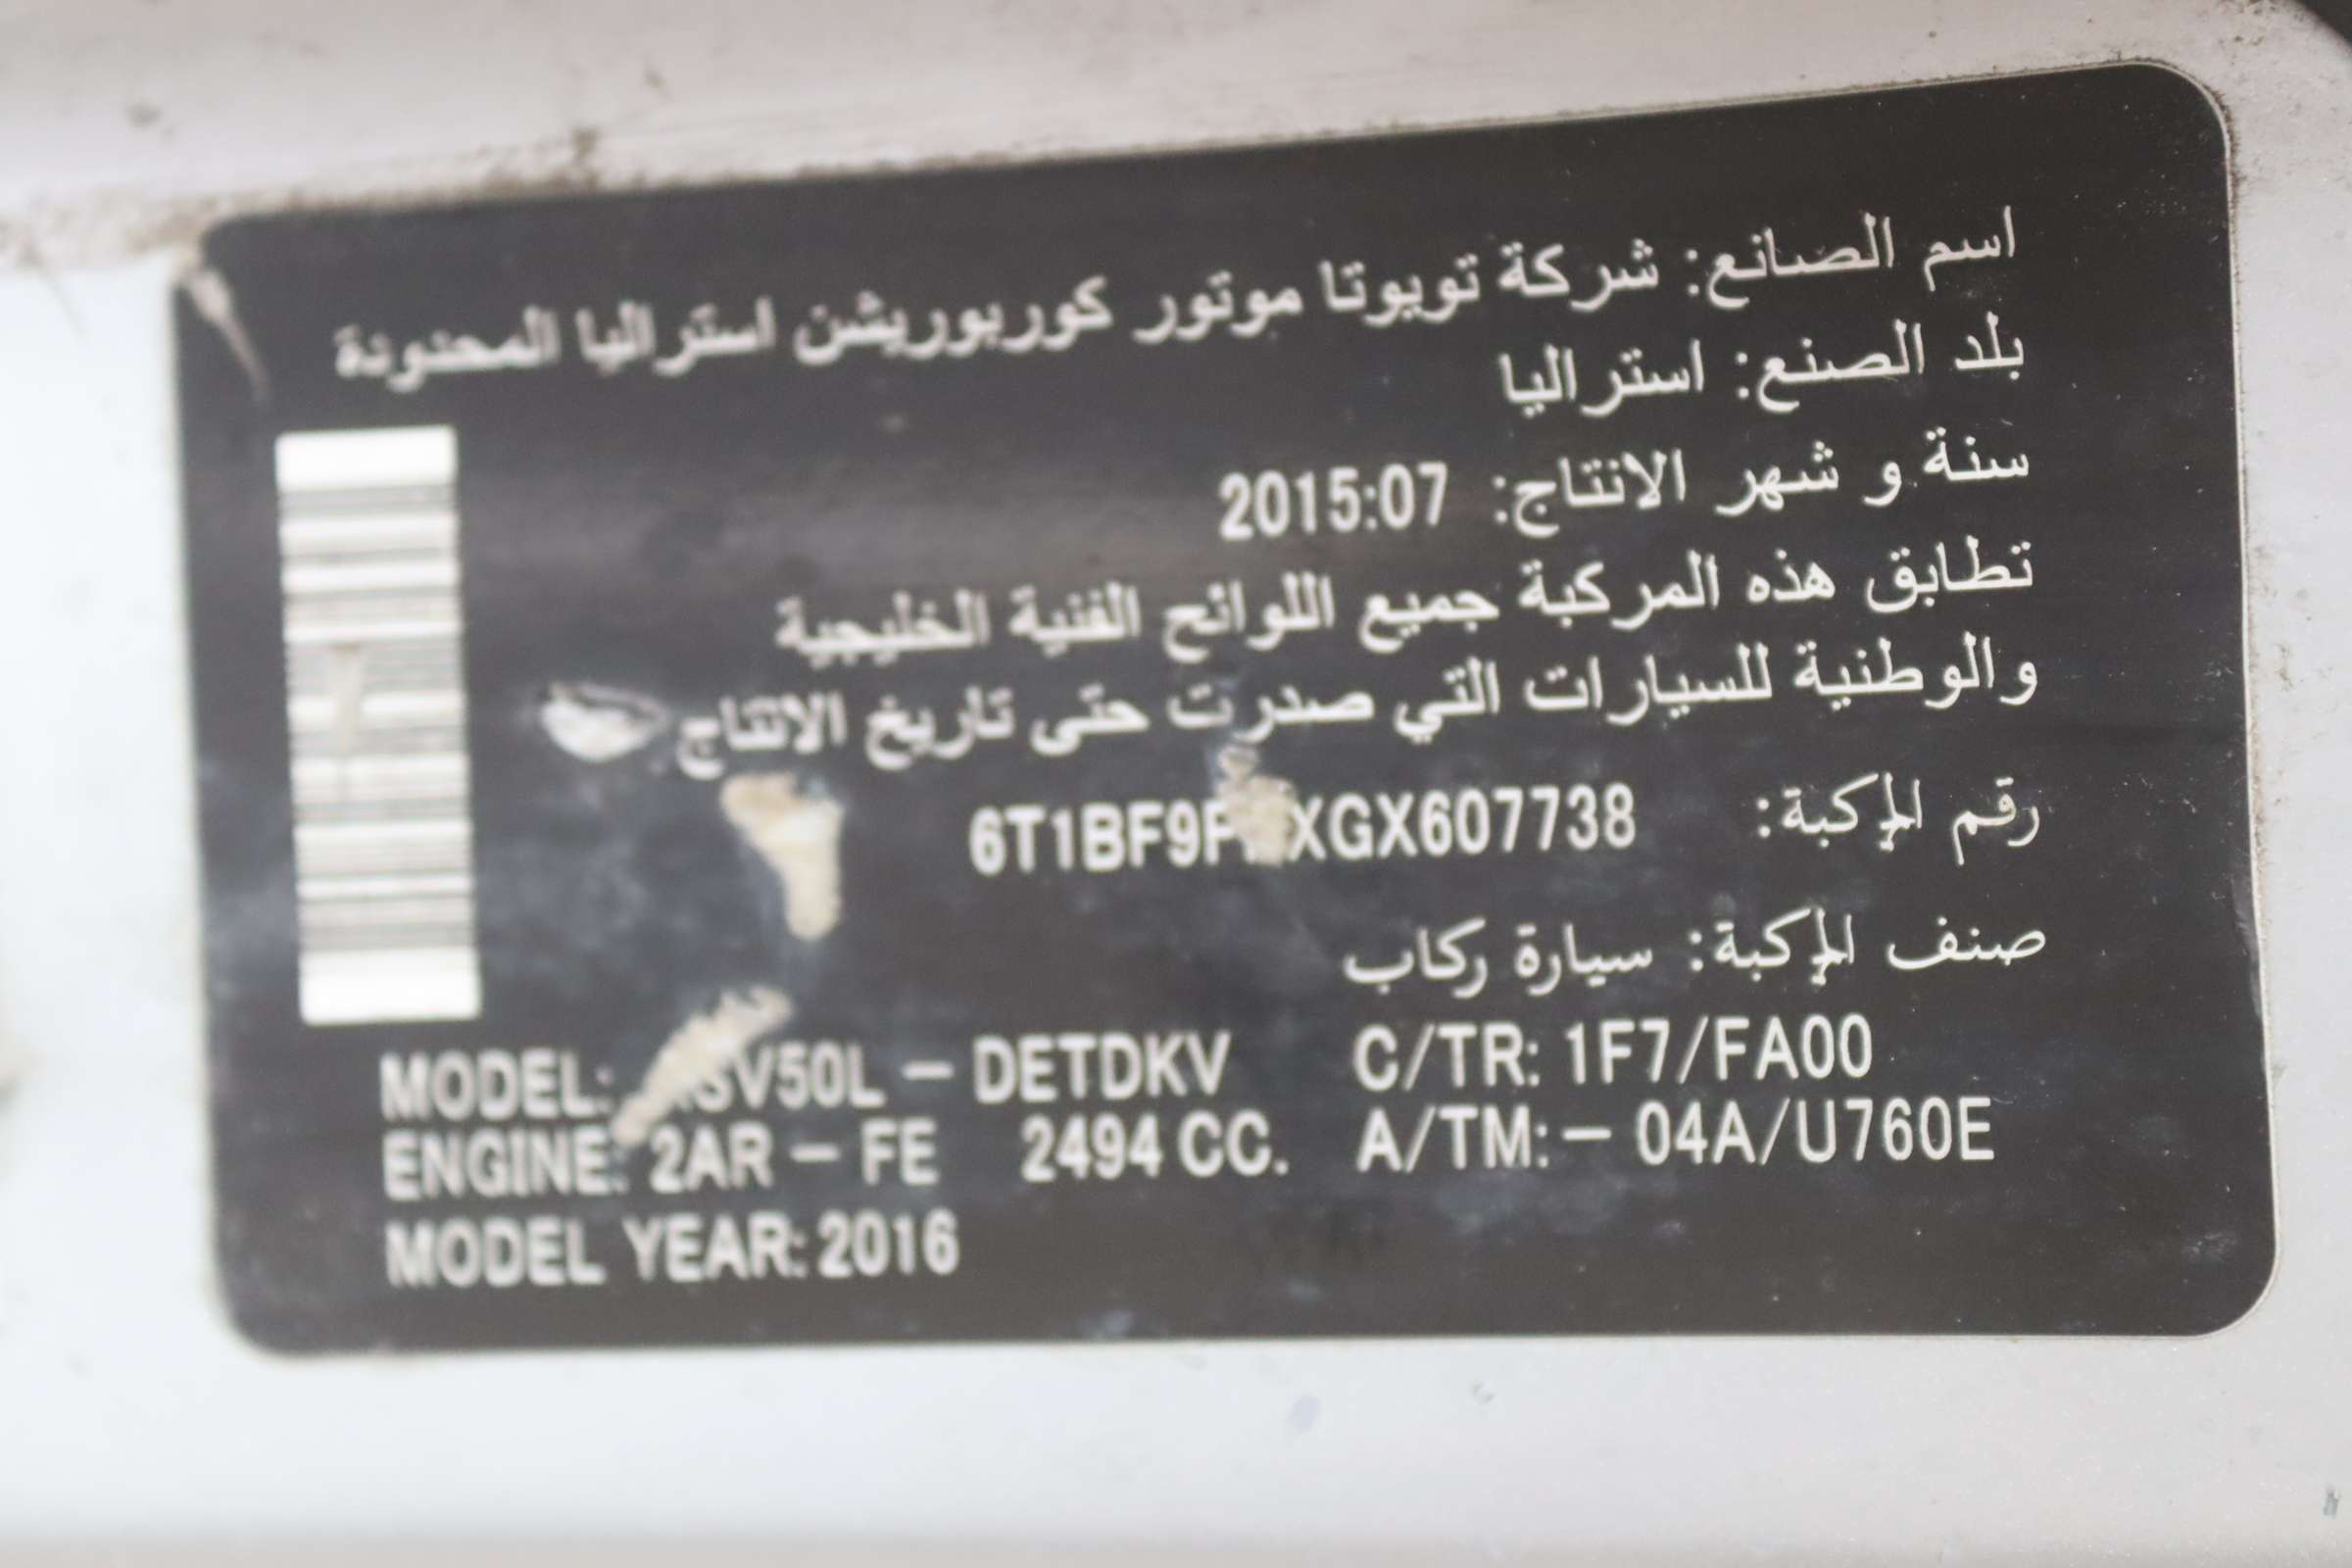 اسم الصانع: شركة تويوتا موتور كوربوريشن استراليا المحدودة
بلد الصنع: استراليا
سنة و شهر الانتاج: 2015:07
تطابق هذه المركبة جميع اللوائح الفنية الخليجية
والوطنية للسيارات التي صدرت حتى تاريخ الانتاج
رقم المركبة:
صنف المركبة: سيارة ركاب
MODEL: – DETDKV C/TR: 1F7/FA00
ENGINE: 2AR – FE 2494 CC. A/TM: – 04A/U760E
MODEL YEAR: 2016